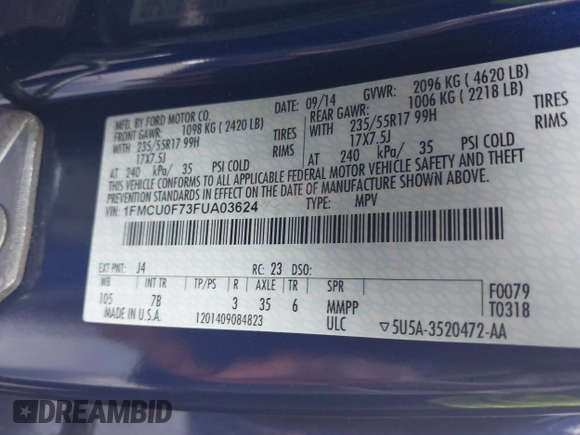 MFD. BY FORD MOTOR CO.
DATE: 09/14
GVWR: 2096 KG ( 4620 LB)
FRONT GAWR: 1098 KG ( 2420 LB)
REAR GAWR: 1006 KG ( 2218 LB)
WITH 235/55R17 99H TIRES
WITH 235/55R17 99H TIRES
17X7.5J RIMS
17X7.5J RIMS
AT 240 kPa/ 35 PSI COLD
AT 240 kPa/ 35 PSI COLD
THIS VEHICLE CONFORMS TO ALL APPLICABLE FEDERAL MOTOR VEHICLE SAFETY AND THEFT
PREVENTION STANDARDS IN EFFECT ON THE DATE OF MANUFACTURE SHOWN ABOVE.
VIN: 1FMCU0F73FUA03624
TYPE: MPV
EXT PNT: J4 RC: 23 DSO:
WB INT TR TP/PS R AXLE TR SPR
105 7B 3 35 6 MMPP
F0079
T0318
MADE IN U.S.A. 1201409084823 ULC
▽5U5A-3520472-AA
DREAMBID